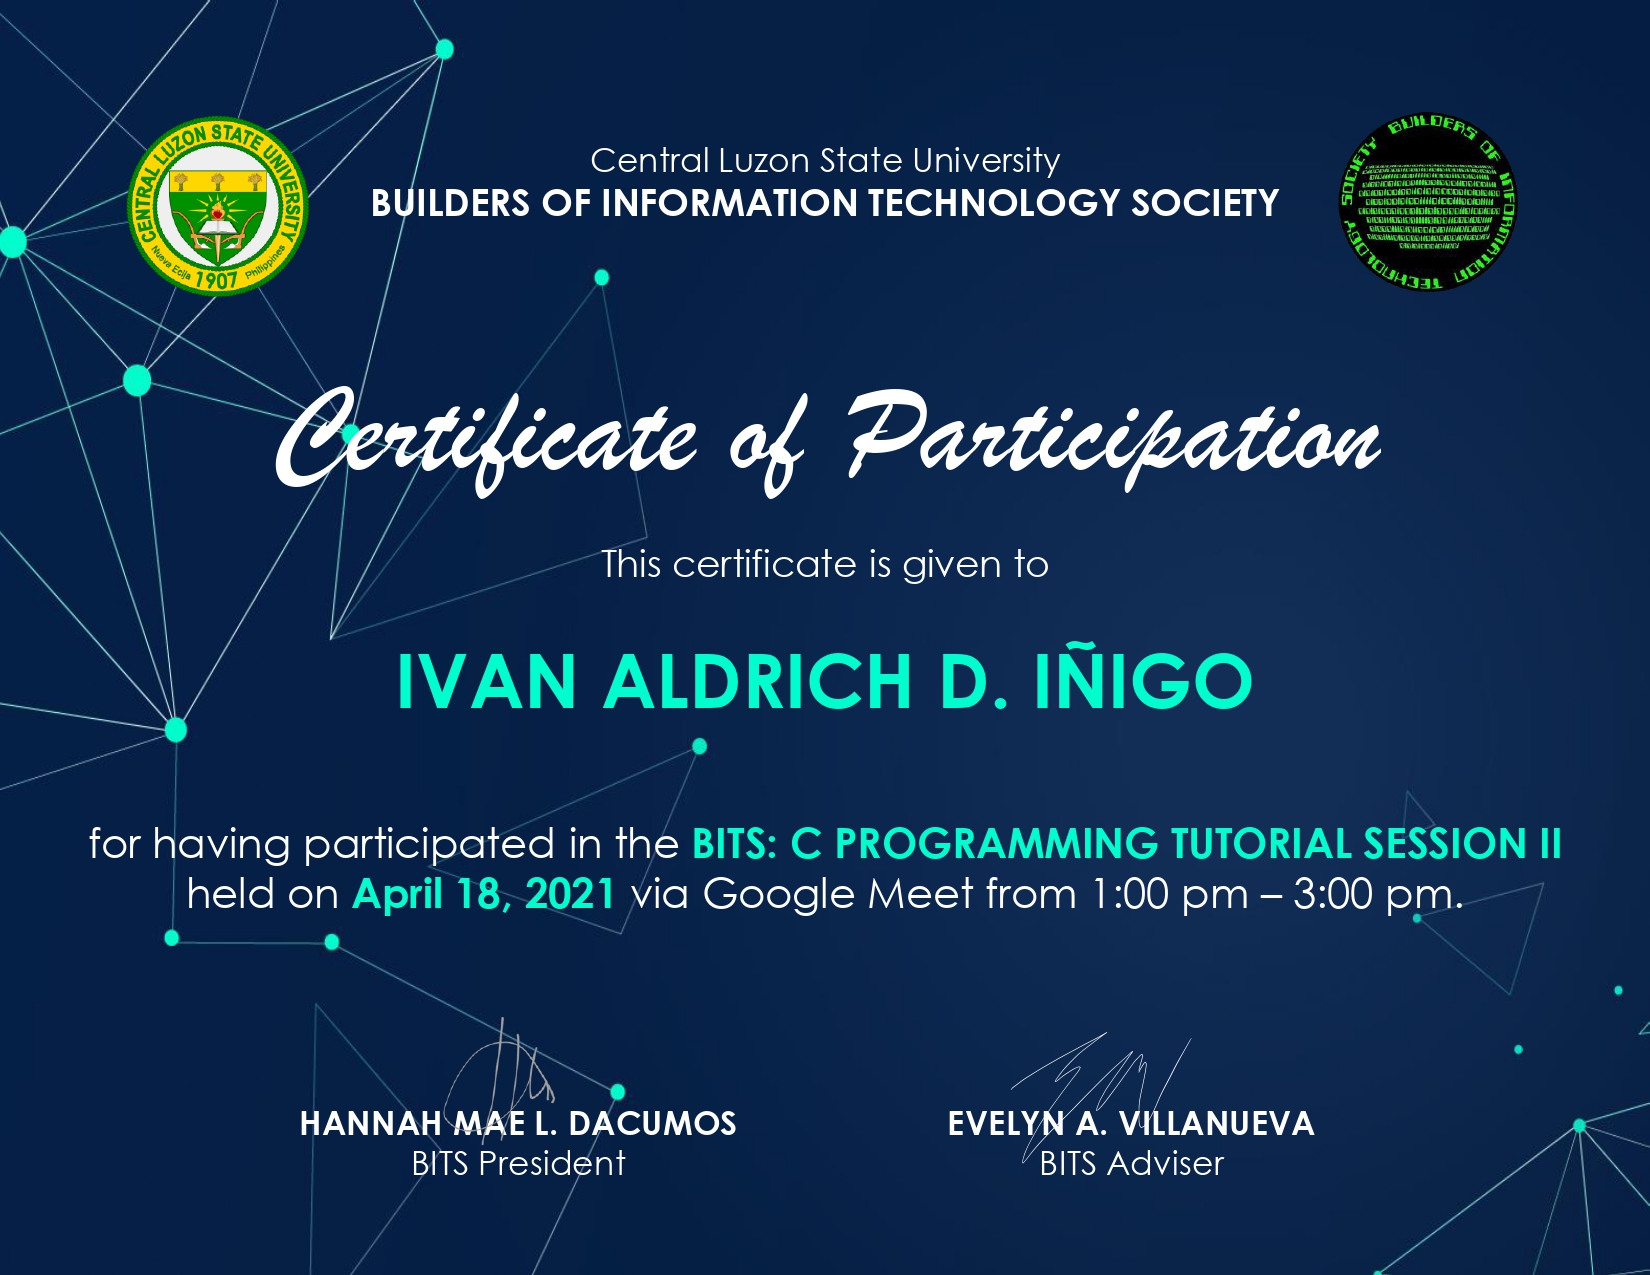 CENTRAL LUZON STATE UNIVERSITY
Nueva Ecija 1907 Philippines
Central Luzon State University
BUILDERS OF INFORMATION TECHNOLOGY SOCIETY
BUILDERS OF INFORMATION TECHNOLOGY SOCIETY
Certificate of Participation
This certificate is given to
IVAN ALDRICH D. IÑIGO
for having participated in the BITS: C PROGRAMMING TUTORIAL SESSION II
held on April 18, 2021 via Google Meet from 1:00 pm – 3:00 pm.
HANNAH MAE L. DACUMOS
BITS President
EVELYN A. VILLANUEVA
BITS Adviser